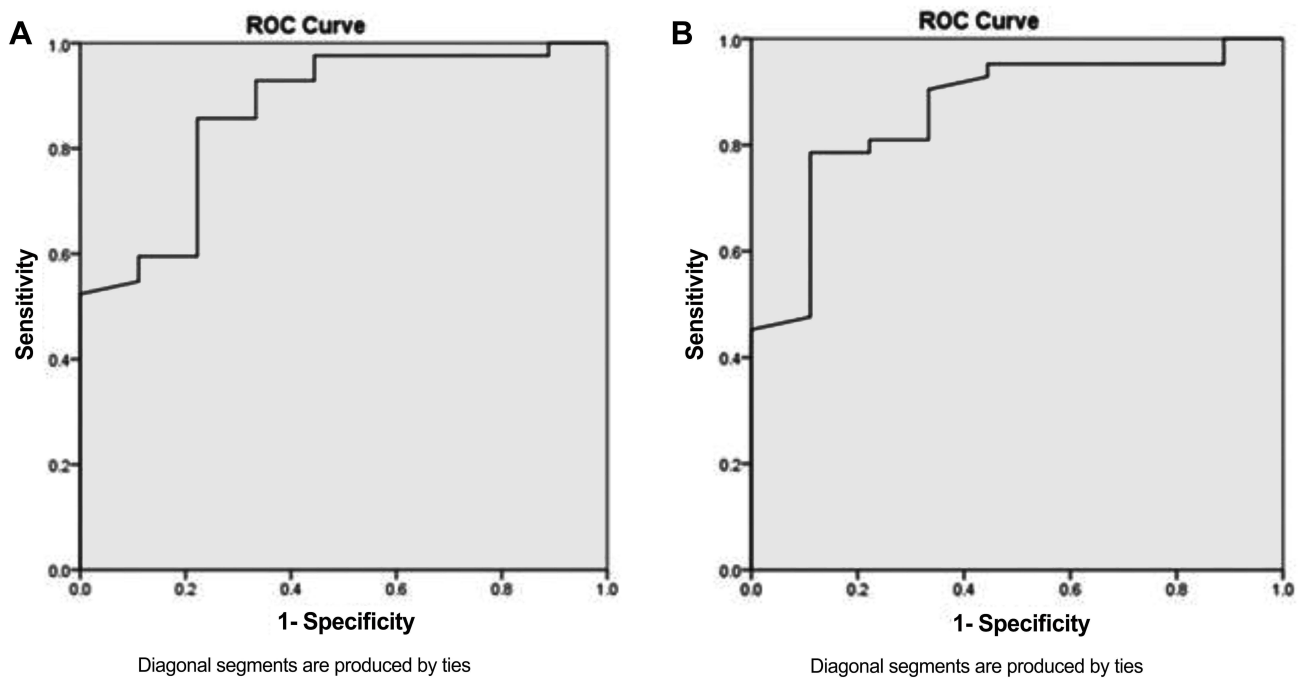 A
ROC Curve
1.0
0.8
0.6
0.4
0.2
0.0
Sensitivity
0.0 0.2 0.4 0.6 0.8 1.0
1- Specificity
Diagonal segments are produced by ties
B
ROC Curve
1.0
0.8
0.6
0.4
0.2
0.0
Sensitivity
0.0 0.2 0.4 0.6 0.8 1.0
1- Specificity
Diagonal segments are produced by ties